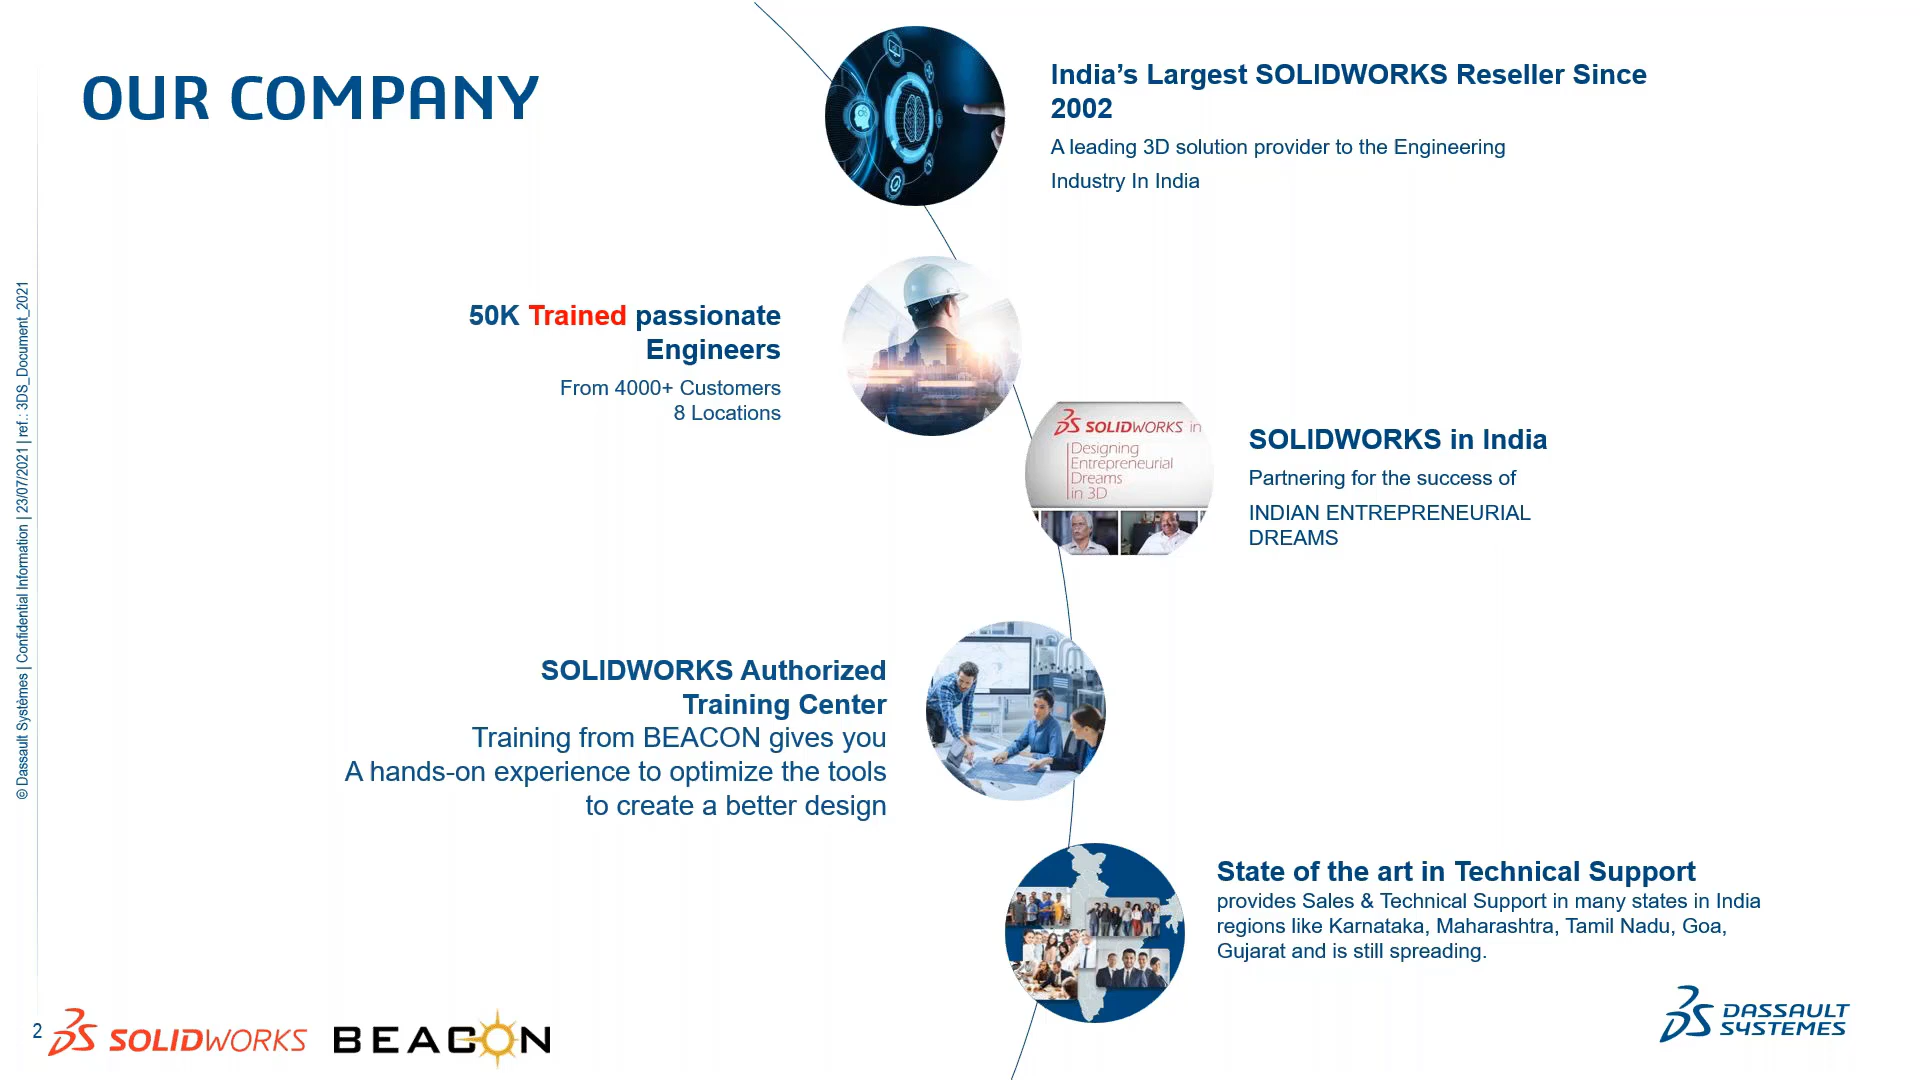 OUR COMPANY
India’s Largest SOLIDWORKS Reseller Since
2002
A leading 3D solution provider to the Engineering
Industry In India
50K Trained passionate
Engineers
From 4000+ Customers
8 Locations
SOLIDWORKS in
Designing
Entrepreneurial
Dreams
in 3D
SOLIDWORKS in India
Partnering for the success of
INDIAN ENTREPRENEURIAL
DREAMS
SOLIDWORKS Authorized
Training Center
Training from BEACON gives you
A hands-on experience to optimize the tools
to create a better design
State of the art in Technical Support
provides Sales & Technical Support in many states in India
regions like Karnataka, Maharashtra, Tamil Nadu, Goa,
Gujarat and is still spreading.
© Dassault Systèmes | Confidential Information | 23/07/2021 | ref.: 3DS_Document_2021
2
SOLIDWORKS
BEACON
DASSAULT
SYSTEMES